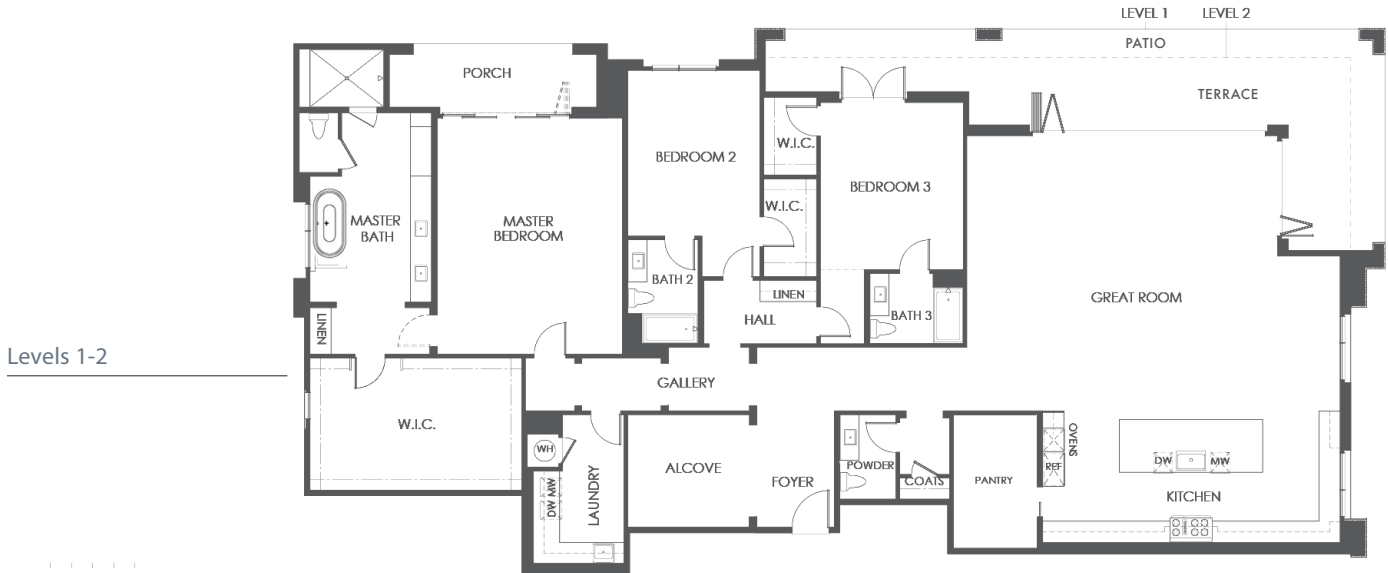 LEVEL 1 LEVEL 2
PATIO
PORCH
TERRACE
W.I.C.
BEDROOM 2
BEDROOM 3
W.I.C.
MASTER
BATH
MASTER
BEDROOM
BATH 2
LINEN
GREAT ROOM
HALL
BATH 3
LINEN
Levels 1-2
GALLERY
W.I.C.
OVENS
WH
ALCOVE
POWDER
REF
DW
MW
FOYER
COATS
PANTRY
LAUNDRY
DW MW
KITCHEN